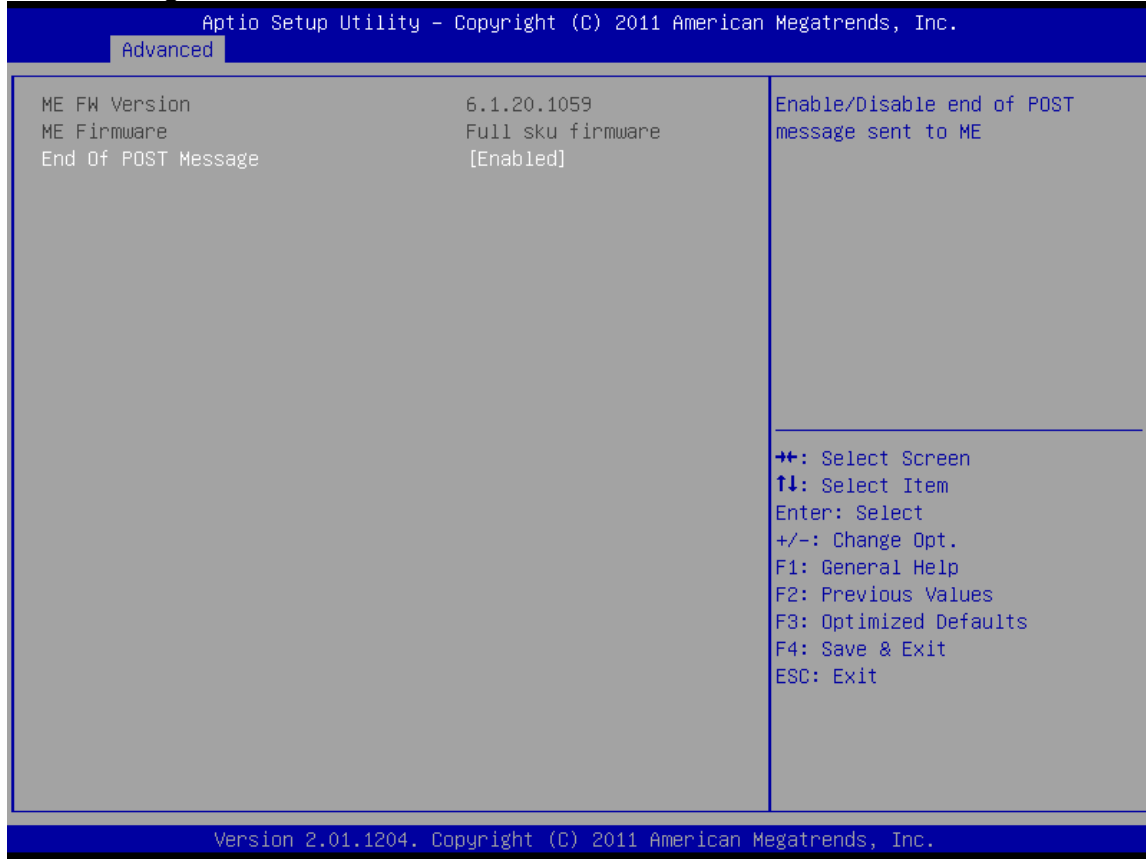 Aptio Setup Utility – Copyright (C) 2011 American Megatrends, Inc.
Advanced
ME FW Version 6.1.20.1059
ME Firmware Full sku firmware
End Of POST Message [Enabled]
Enable/Disable end of POST
message sent to ME
→←: Select Screen
↑↓: Select Item
Enter: Select
+/-: Change Opt.
F1: General Help
F2: Previous Values
F3: Optimized Defaults
F4: Save & Exit
ESC: Exit
Version 2.01.1204. Copyright (C) 2011 American Megatrends, Inc.